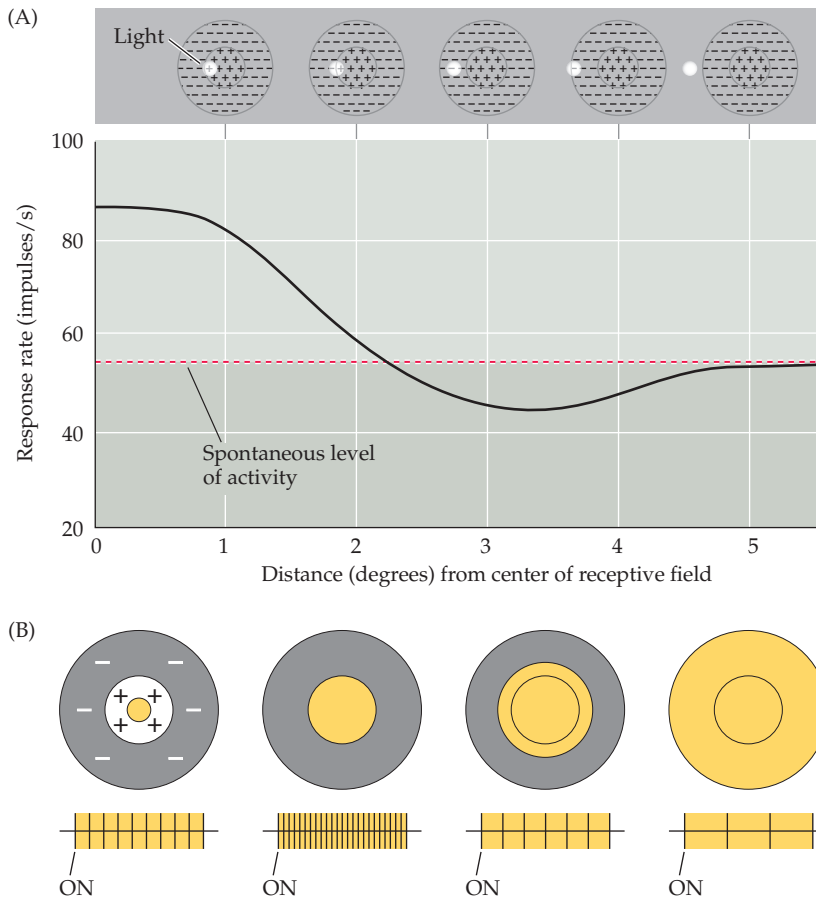 (A)
Light
Response rate (impulses/s)
100
80
60
40
20
Spontaneous level
of activity
0 1 2 3 4 5
Distance (degrees) from center of receptive field
(B)
ON ON ON ON